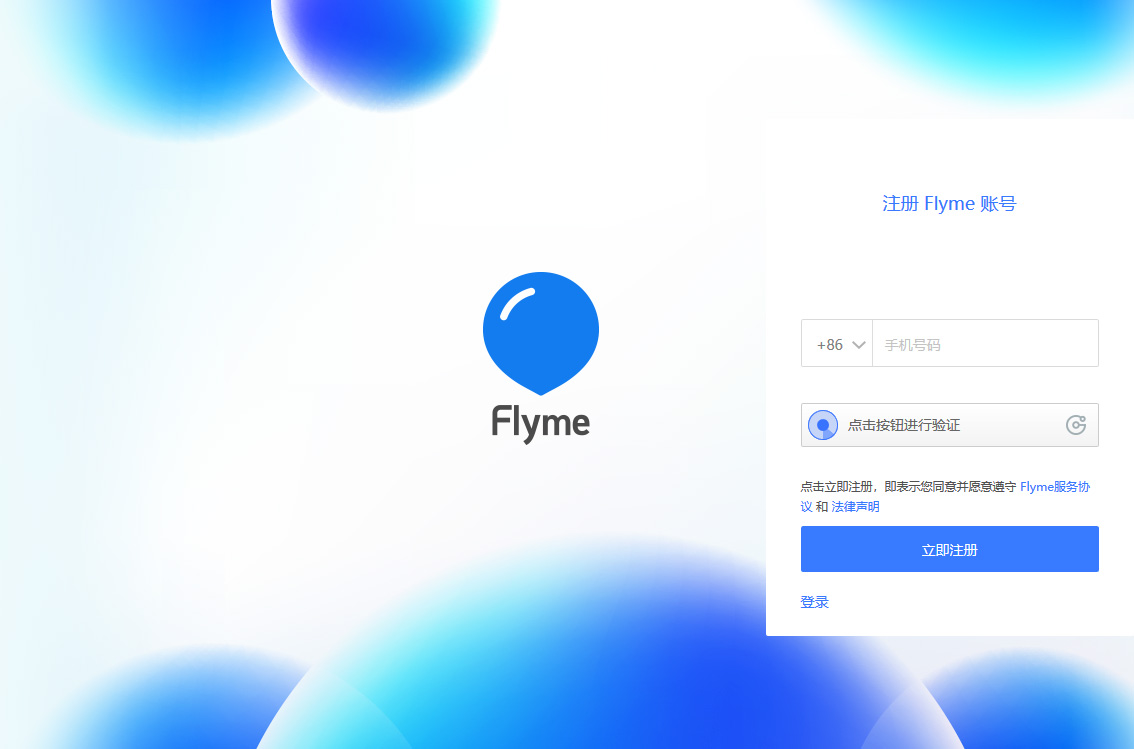 注册 Flyme 账号
Flyme
+86 手机号码
点击按钮进行验证
点击立即注册，即表示您同意并愿意遵守 Flyme服务协
议 和 法律声明
立即注册
登录